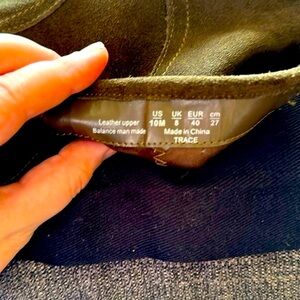 US UK EUR cm
Leather upper 10M 8 40 27
Balance man made Made in China
TRACE